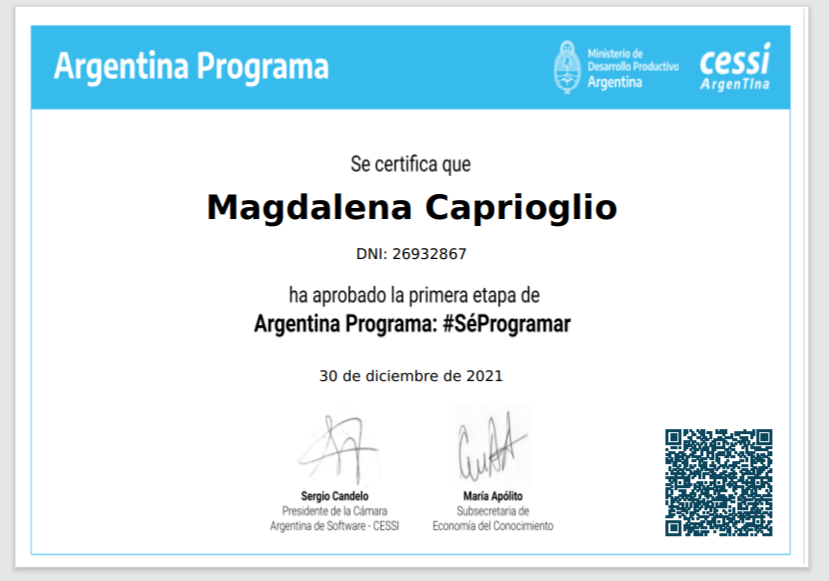 Argentina Programa
Ministerio de
Desarrollo Productivo
Argentina
cessi
ArgenTIna
Se certifica que
Magdalena Caprioglio
DNI: 26932867
ha aprobado la primera etapa de
Argentina Programa: #SéProgramar
30 de diciembre de 2021
Sergio Candelo
Presidente de la Cámara
Argentina de Software - CESSI
María Apólito
Subsecretaria de
Economía del Conocimiento